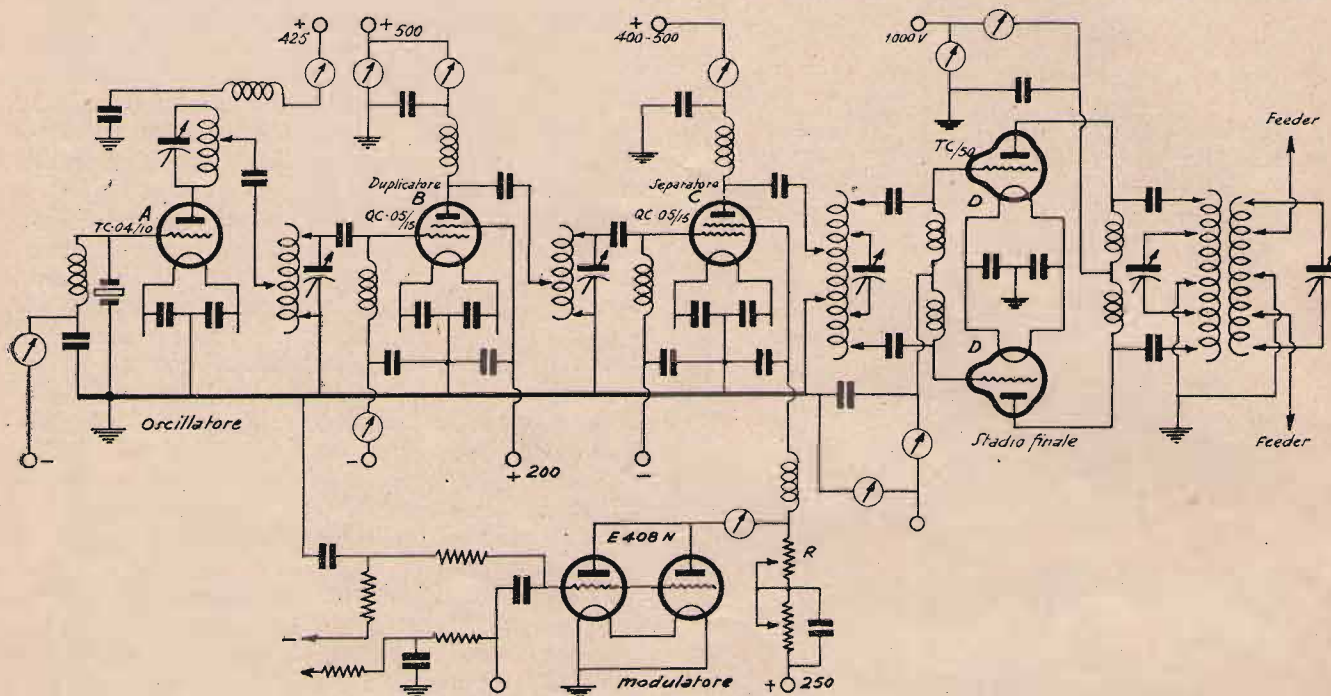 +
425
+ 500
+
400-500
1000 V
TC/50
Feeder
Duplicatore
B
QC·05/15
Separatore
C
QC·05/15
A
TC·04/10
D
D
Oscillatore
-
-
+ 200
-
Stadio finale
Feeder
E 408 N
R
-
modulatore
+ 250